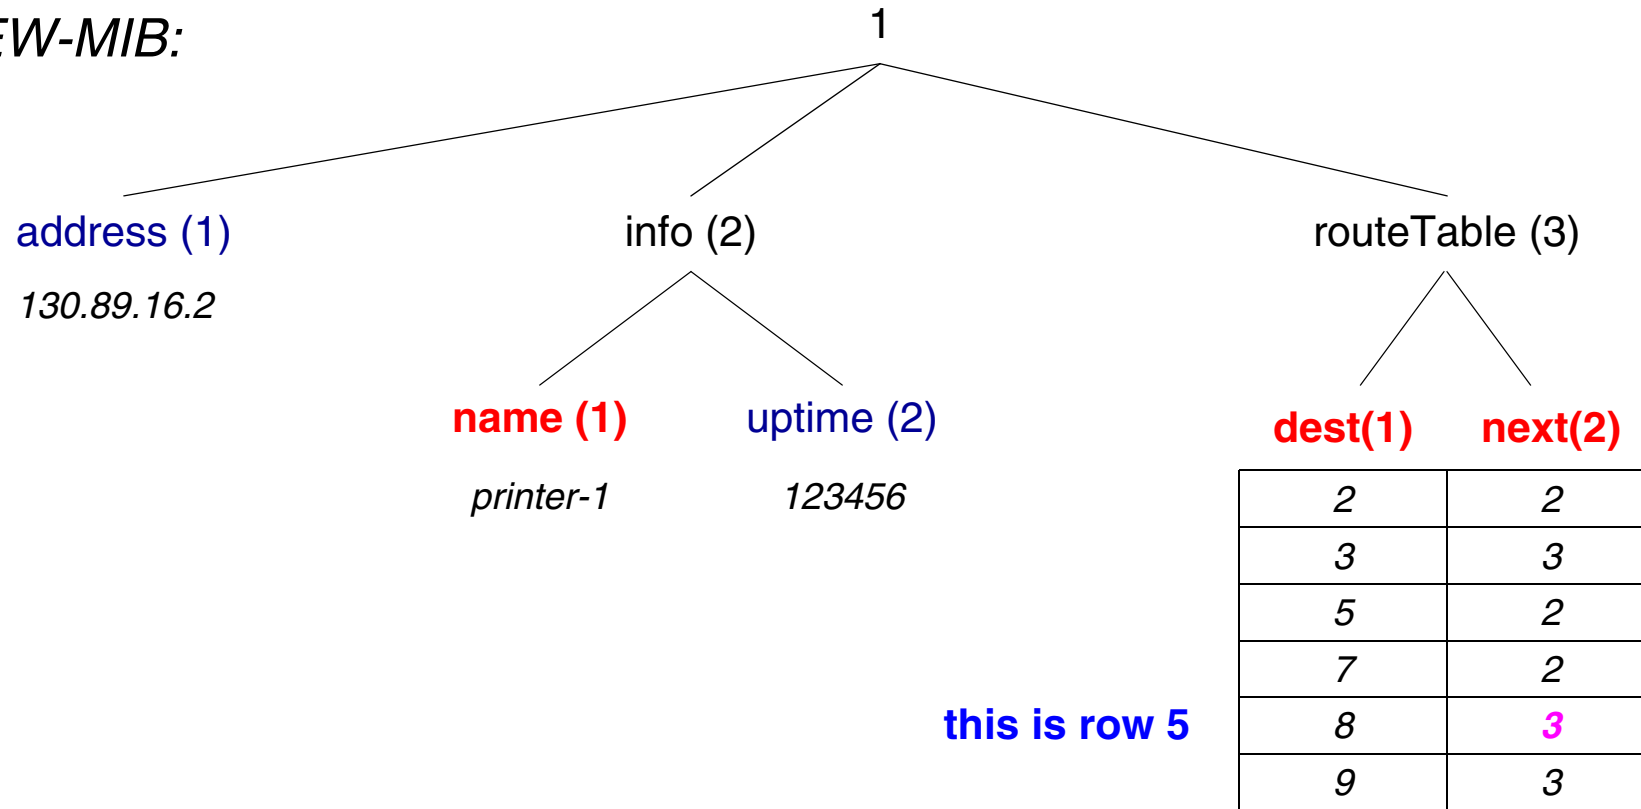 EW-MIB:
1
address (1) info (2) routeTable (3)
130.89.16.2
name (1) uptime (2) dest(1) next(2)
printer-1 123456
2 2
3 3
5 2
7 2
this is row 5 8 3
9 3